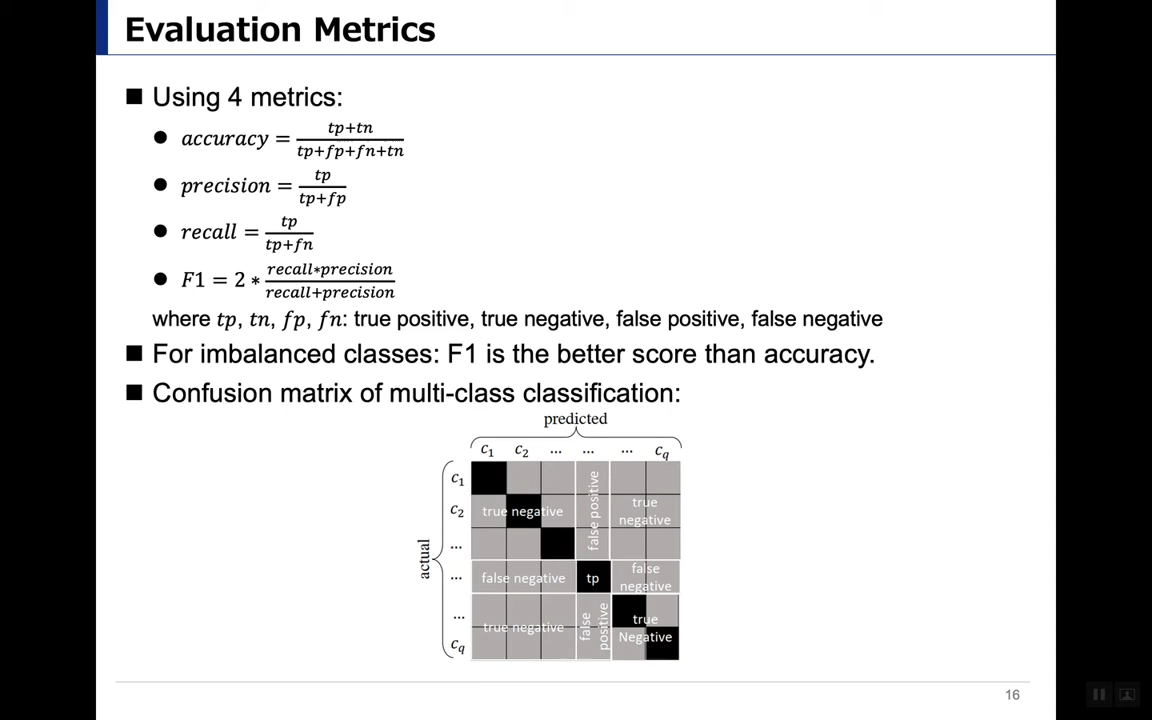 Evaluation Metrics
■ Using 4 metrics:
● accuracy = tp+tn / tp+fp+fn+tn
● precision = tp / tp+fp
● recall = tp / tp+fn
● F1 = 2 ∗ recall∗precision / recall+precision
where tp, tn, fp, fn: true positive, true negative, false positive, false negative
■ For imbalanced classes: F1 is the better score than accuracy.
■ Confusion matrix of multi-class classification:
predicted
c₁ c₂ ... ... ... c_q
actual
c₁
c₂
...
...
...
c_q
true negative
false positive
true negative
false negative
tp
false negative
true negative
false positive
true Negative
16